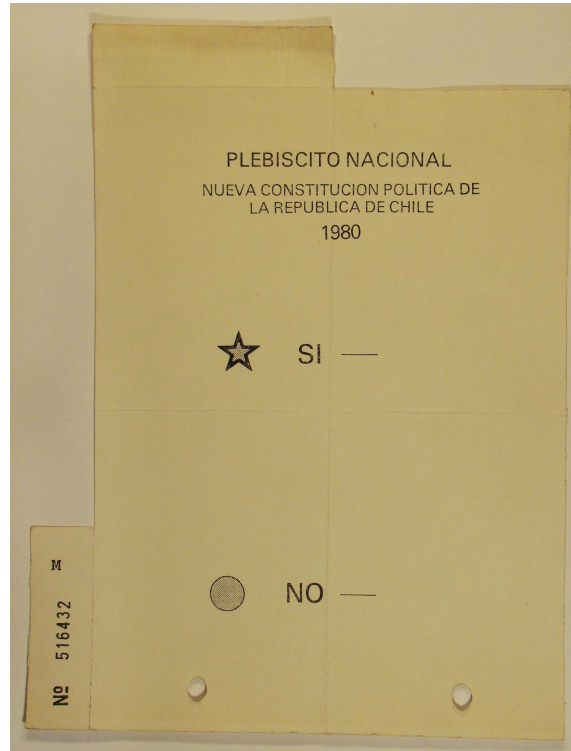 PLEBISCITO NACIONAL
NUEVA CONSTITUCION POLITICA DE
LA REPUBLICA DE CHILE
1980
SI —
NO —
M
Nº 516432